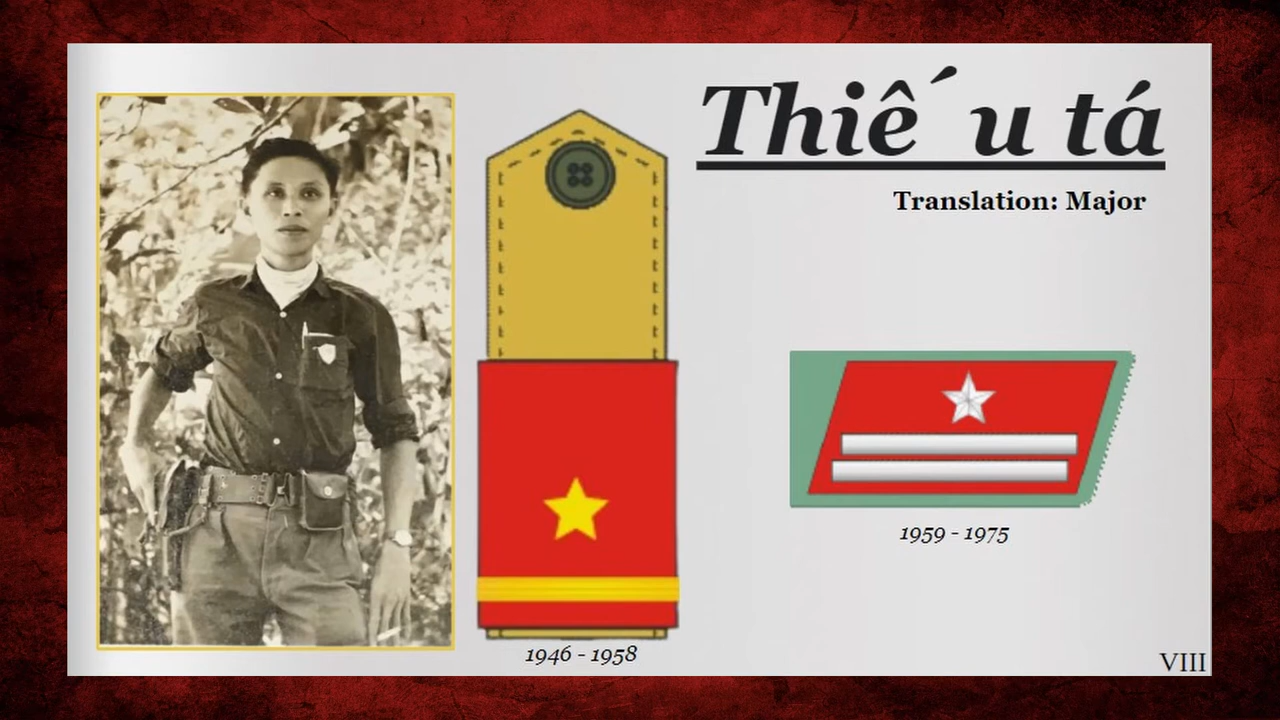 Thiế´u tá
Translation: Major
1959 - 1975
1946 - 1958
VIII